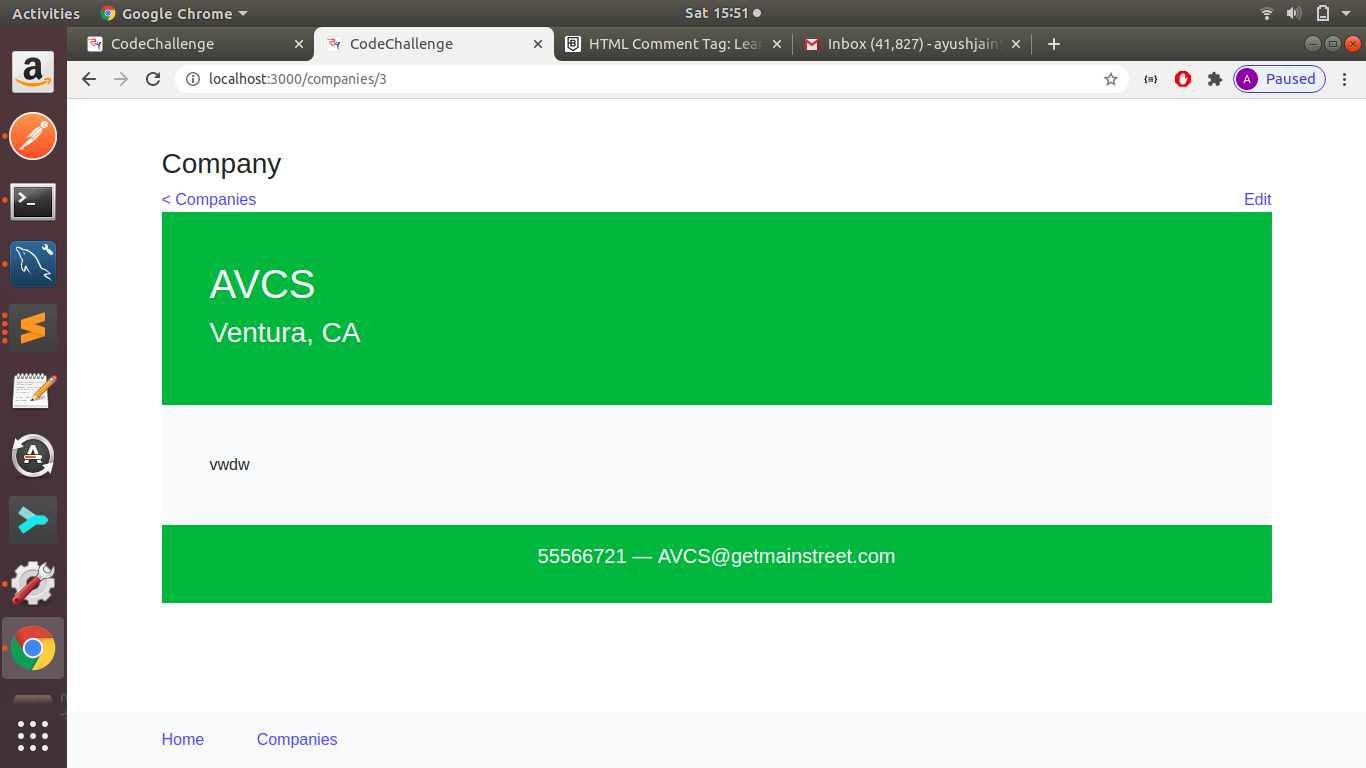 Activities Google Chrome Sat 15:51
CodeChallenge CodeChallenge HTML Comment Tag: Lear Inbox (41,827) - ayushjain
localhost:3000/companies/3 A Paused
Company
< Companies Edit
AVCS
Ventura, CA
vwdw
55566721 — AVCS@getmainstreet.com
Home Companies